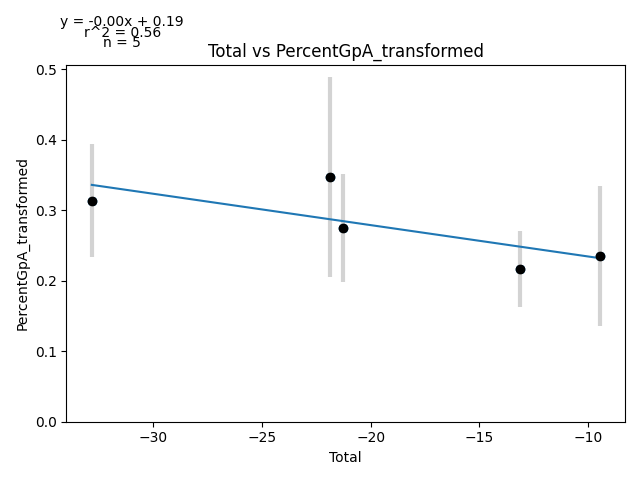 y = -0.00x + 0.19
r^2 = 0.56
n = 5
Total vs PercentGpA_transformed
PercentGpA_transformed
0.5
0.4
0.3
0.2
0.1
0.0
−30
−25
−20
−15
−10
Total